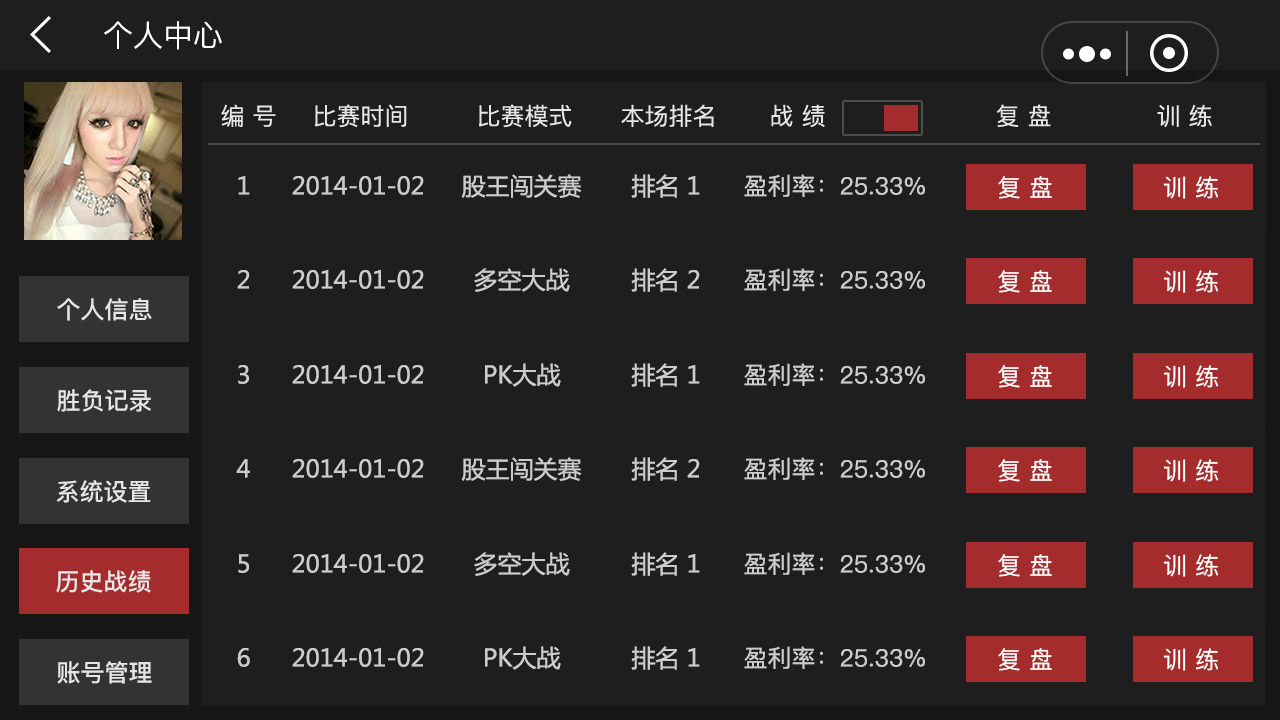 个人中心
编 号 比赛时间 比赛模式 本场排名 战 绩 复 盘 训 练
1 2014-01-02 股王闯关赛 排名 1 盈利率：25.33% 复 盘 训 练
2 2014-01-02 多空大战 排名 2 盈利率：25.33% 复 盘 训 练
3 2014-01-02 PK大战 排名 1 盈利率：25.33% 复 盘 训 练
4 2014-01-02 股王闯关赛 排名 2 盈利率：25.33% 复 盘 训 练
5 2014-01-02 多空大战 排名 1 盈利率：25.33% 复 盘 训 练
6 2014-01-02 PK大战 排名 1 盈利率：25.33% 复 盘 训 练
个人信息
胜负记录
系统设置
历史战绩
账号管理